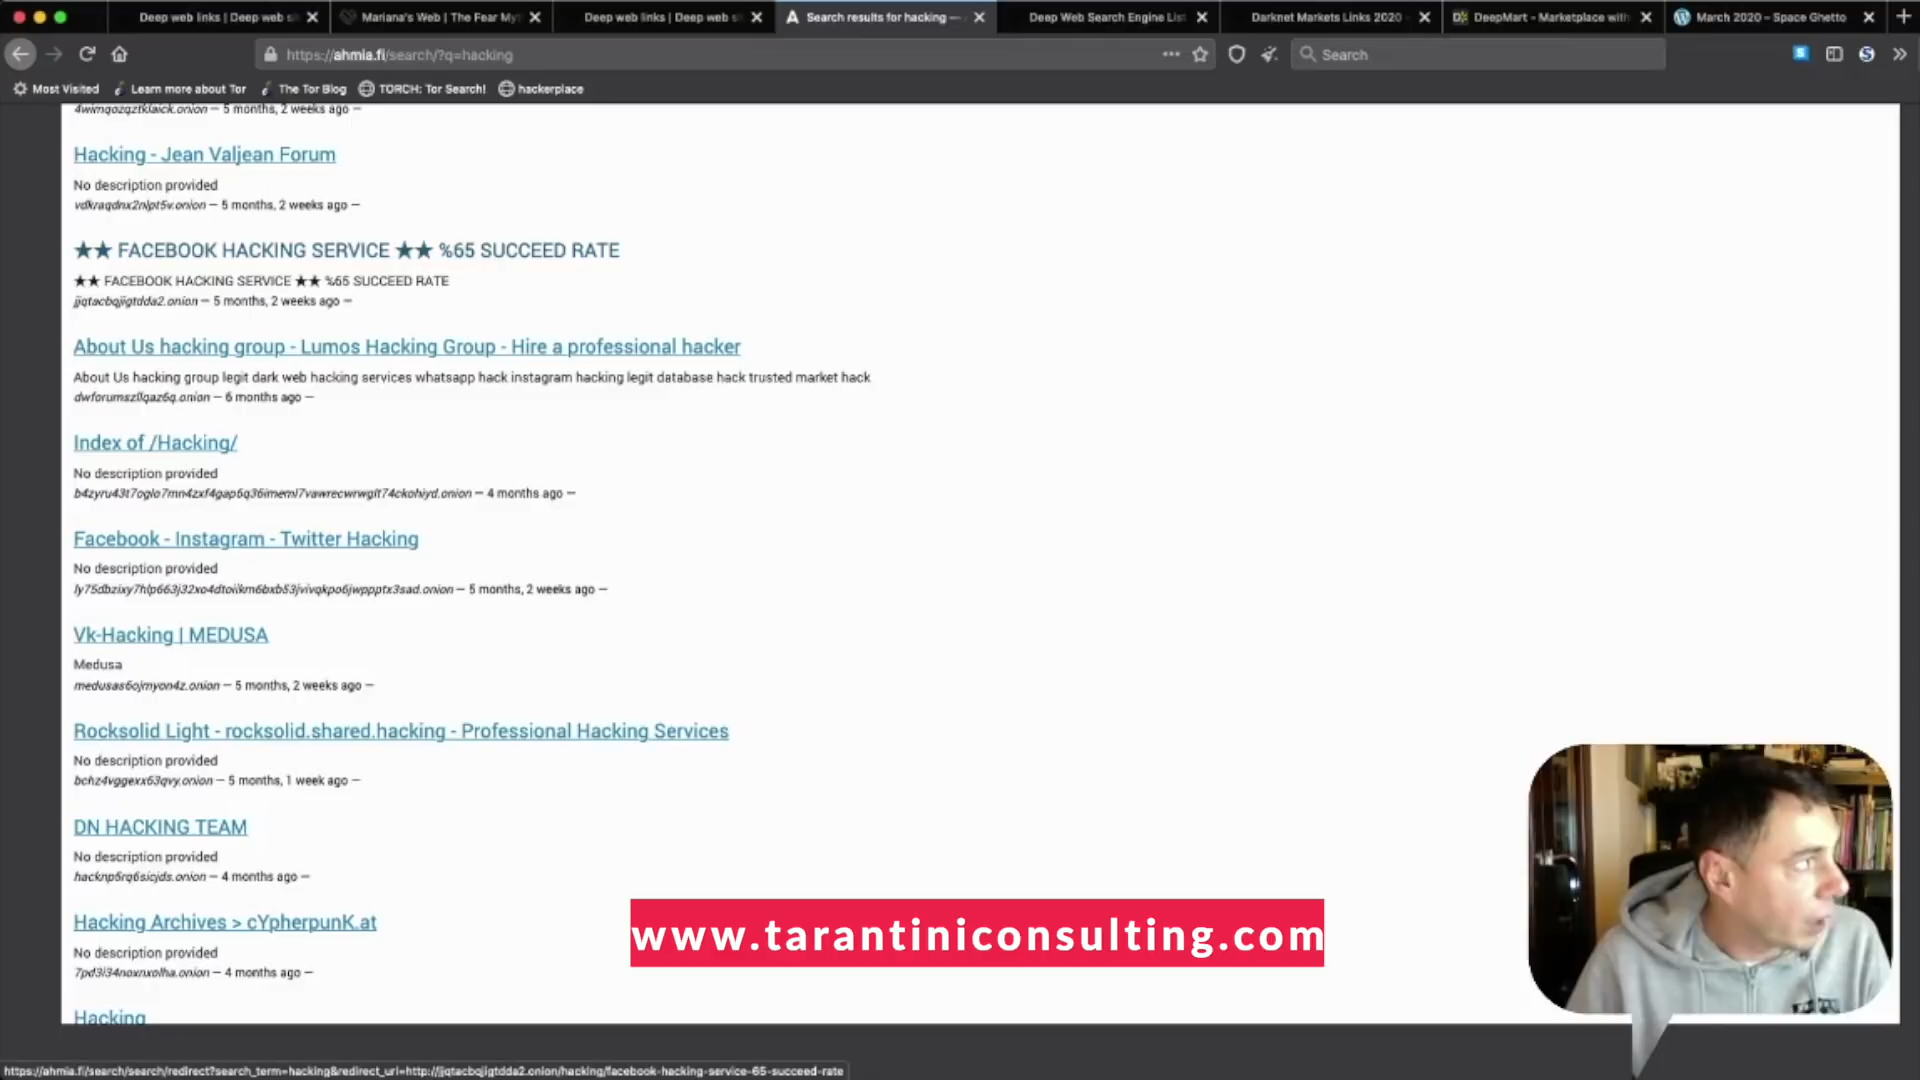 Deep web links | Deep web si
Mariana's Web | The Fear My
Deep web links | Deep web si
Search results for hacking —
Deep Web Search Engine List
Darknet Markets Links 2020
DeepMart – Marketplace with
March 2020 – Space Ghetto
https://ahmia.fi/search/?q=hacking
Search
Most Visited
Learn more about Tor
The Tor Blog
TORCH: Tor Search!
hackerplace
— 5 months, 2 weeks ago —
Hacking - Jean Valjean Forum
No description provided
vdkraqdnx2nlpt5v.onion — 5 months, 2 weeks ago —
★★ FACEBOOK HACKING SERVICE ★★ %65 SUCCEED RATE
★★ FACEBOOK HACKING SERVICE ★★ %65 SUCCEED RATE
jjqtacbqjigtdda2.onion — 5 months, 2 weeks ago —
About Us hacking group - Lumos Hacking Group - Hire a professional hacker
About Us hacking group legit dark web hacking services whatsapp hack instagram hacking legit database hack trusted market hack
dwforumszllqaz6q.onion — 6 months ago —
Index of /Hacking/
No description provided
— 4 months ago —
Facebook - Instagram - Twitter Hacking
No description provided
— 5 months, 2 weeks ago —
Vk-Hacking | MEDUSA
Medusa
medusas6ojmyon4z.onion — 5 months, 2 weeks ago —
Rocksolid Light - rocksolid.shared.hacking - Professional Hacking Services
No description provided
bchz4vggexx63qvy.onion — 5 months, 1 week ago —
DN HACKING TEAM
No description provided
hacknp5rq6sicjds.onion — 4 months ago —
Hacking Archives > cYpherpunK.at
No description provided
7pd3i34noxnxolha.onion — 4 months ago —
Hacking
www.tarantiniconsulting.com
https://ahmia.fi/search/search/redirect?search_term=hacking&redirect_url=http://jjqtacbqjigtdda2.onion/hacking/facebook-hacking-service-65-succeed-rate